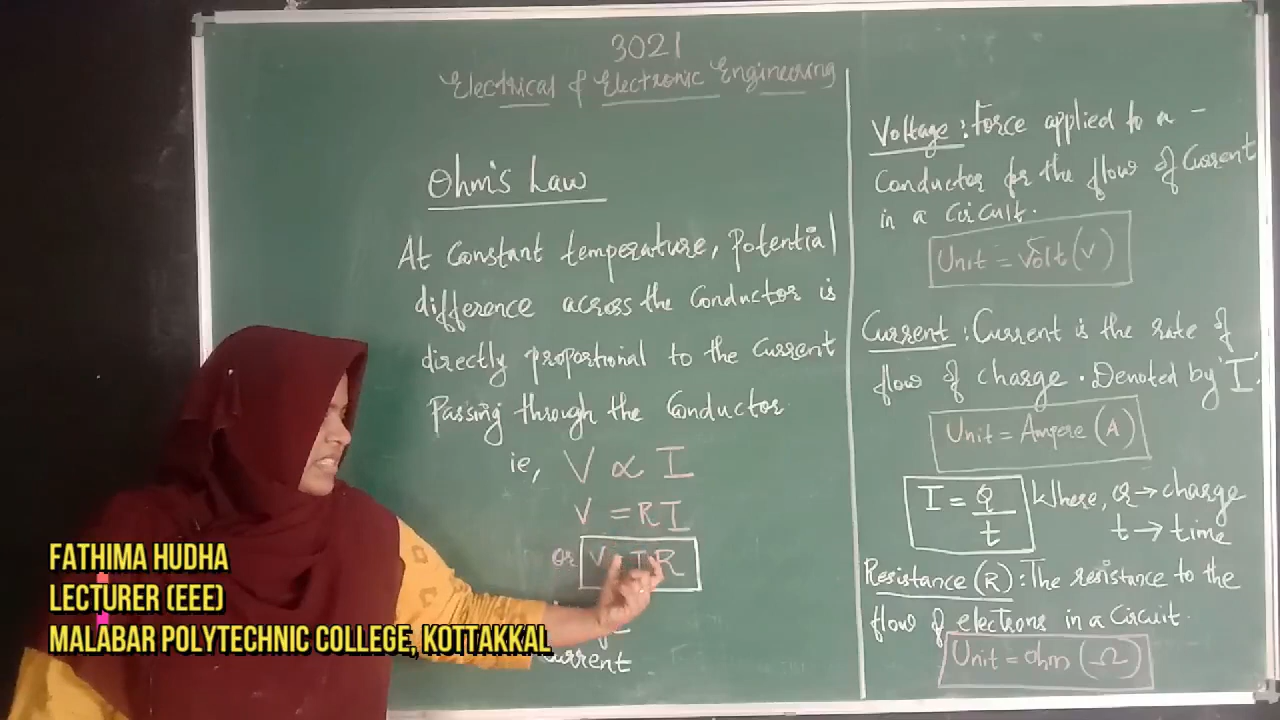 3021
Electrical & Electronic Engineering
Ohm's Law
At Constant temperature, Potential
difference across the Conductor is
directly proportional to the Current
Passing through the Conductor.
ie, V ∝ I
V = RI
or V = IR
Current
Voltage : Force applied to a -
Conductor for the flow of Current
in a Circuit.
Unit = Volt (V)
Current : Current is the rate of
flow of charge. Denoted by 'I'.
Unit = Ampere (A)
I = Q/t Where, Q → charge
t → time
Resistance (R) : The resistance to the
flow of electrons in a Circuit.
Unit = ohm (Ω)
FATHIMA HUDHA
LECTURER (EEE)
MALABAR POLYTECHNIC COLLEGE, KOTTAKKAL